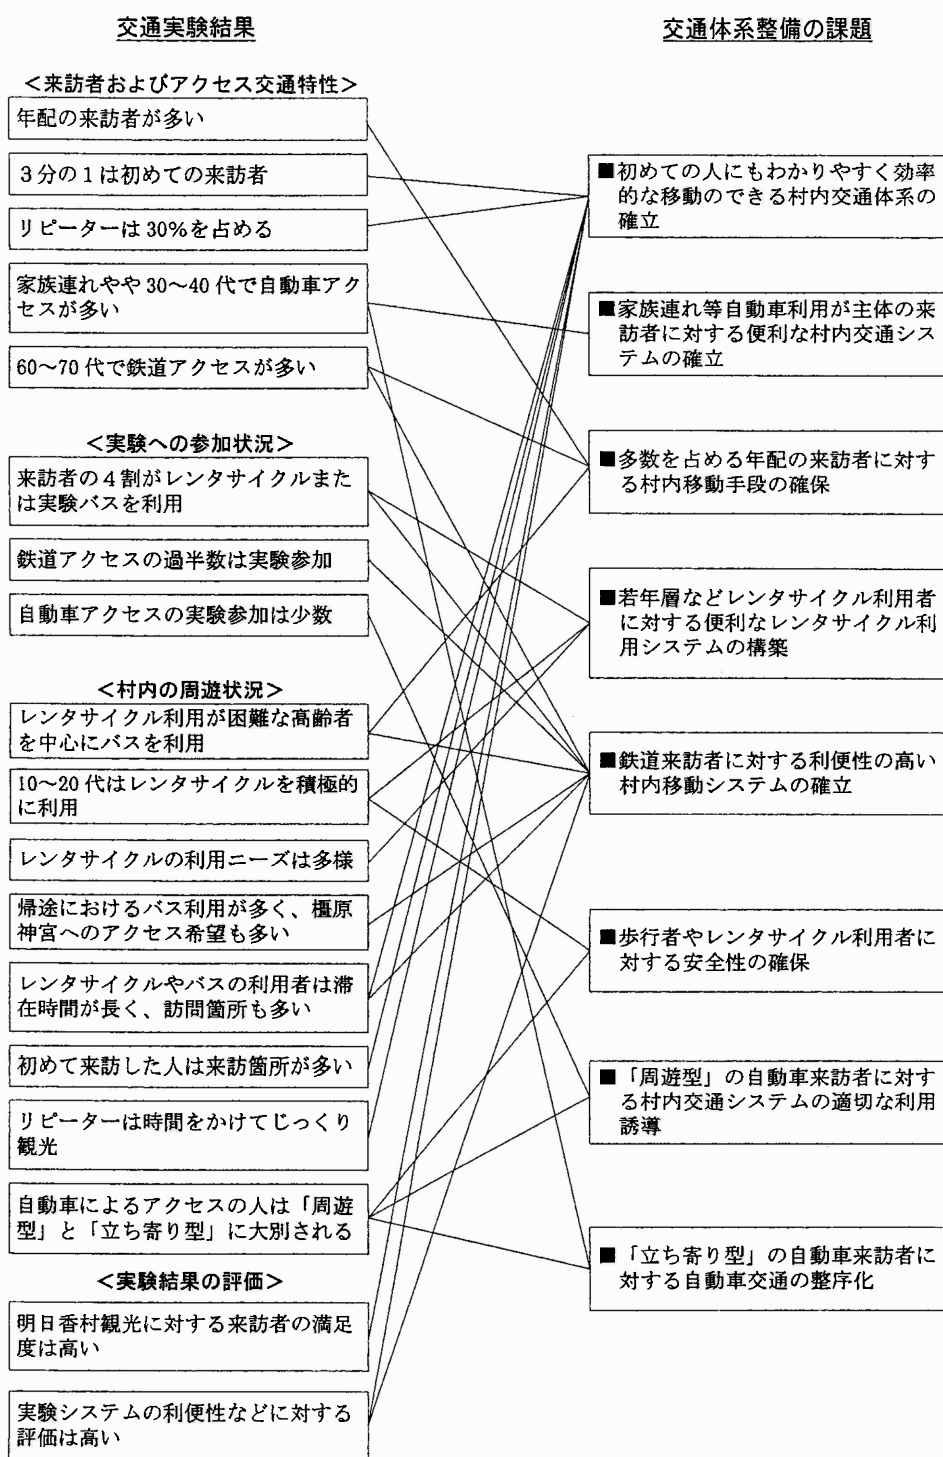 交通実験結果
＜来訪者およびアクセス交通特性＞
年配の来訪者が多い
３分の１は初めての来訪者
リピーターは30%を占める
家族連れやや30～40代で自動車アク
セスが多い
60～70代で鉄道アクセスが多い
＜実験への参加状況＞
来訪者の４割がレンタサイクルまた
は実験バスを利用
鉄道アクセスの過半数は実験参加
自動車アクセスの実験参加は少数
＜村内の周遊状況＞
レンタサイクル利用が困難な高齢者
を中心にバスを利用
10～20代はレンタサイクルを積極的
に利用
レンタサイクルの利用ニーズは多様
帰途におけるバス利用が多く、橿原
神宮へのアクセス希望も多い
レンタサイクルやバスの利用者は滞
在時間が長く、訪問箇所も多い
初めて来訪した人は来訪箇所が多い
リピーターは時間をかけてじっくり
観光
自動車によるアクセスの人は「周遊
型」と「立ち寄り型」に大別される
＜実験結果の評価＞
明日香村観光に対する来訪者の満足
度は高い
実験システムの利便性などに対する
評価は高い
交通体系整備の課題
■初めての人にもわかりやすく効率
的な移動のできる村内交通体系の
確立
■家族連れ等自動車利用が主体の来
訪者に対する便利な村内交通シス
テムの確立
■多数を占める年配の来訪者に対す
る村内移動手段の確保
■若年層などレンタサイクル利用者
に対する便利なレンタサイクル利
用システムの構築
■鉄道来訪者に対する利便性の高い
村内移動システムの確立
■歩行者やレンタサイクル利用者に
対する安全性の確保
■「周遊型」の自動車来訪者に対す
る村内交通システムの適切な利用
誘導
■「立ち寄り型」の自動車来訪者に
対する自動車交通の整序化